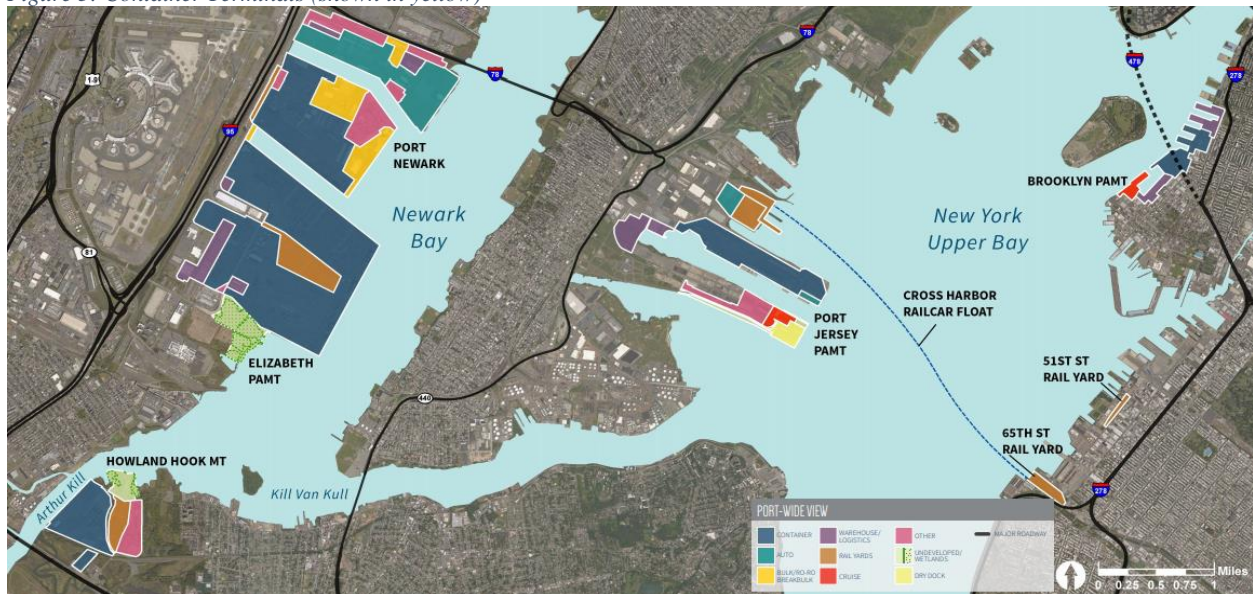 Figure 5: Container Terminals (shown in yellow)
78
78
478
278
95
81
440
278
PORT
NEWARK
BROOKLYN PAMT
Newark
Bay
New York
Upper Bay
CROSS HARBOR
RAILCAR FLOAT
PORT
JERSEY
PAMT
ELIZABETH
PAMT
51ST ST
RAIL YARD
65TH ST
RAIL YARD
HOWLAND HOOK MT
Arthur Kill
Kill Van Kull
PORT-WIDE VIEW
CONTAINER
WAREHOUSE/
LOGISTICS
OTHER
MAJOR ROADWAY
AUTO
RAIL YARDS
UNDEVELOPED/
WETLANDS
BULK/RO-RO
BREAKBULK
CRUISE
DRY DOCK
Miles
0 0.25 0.5 0.75 1